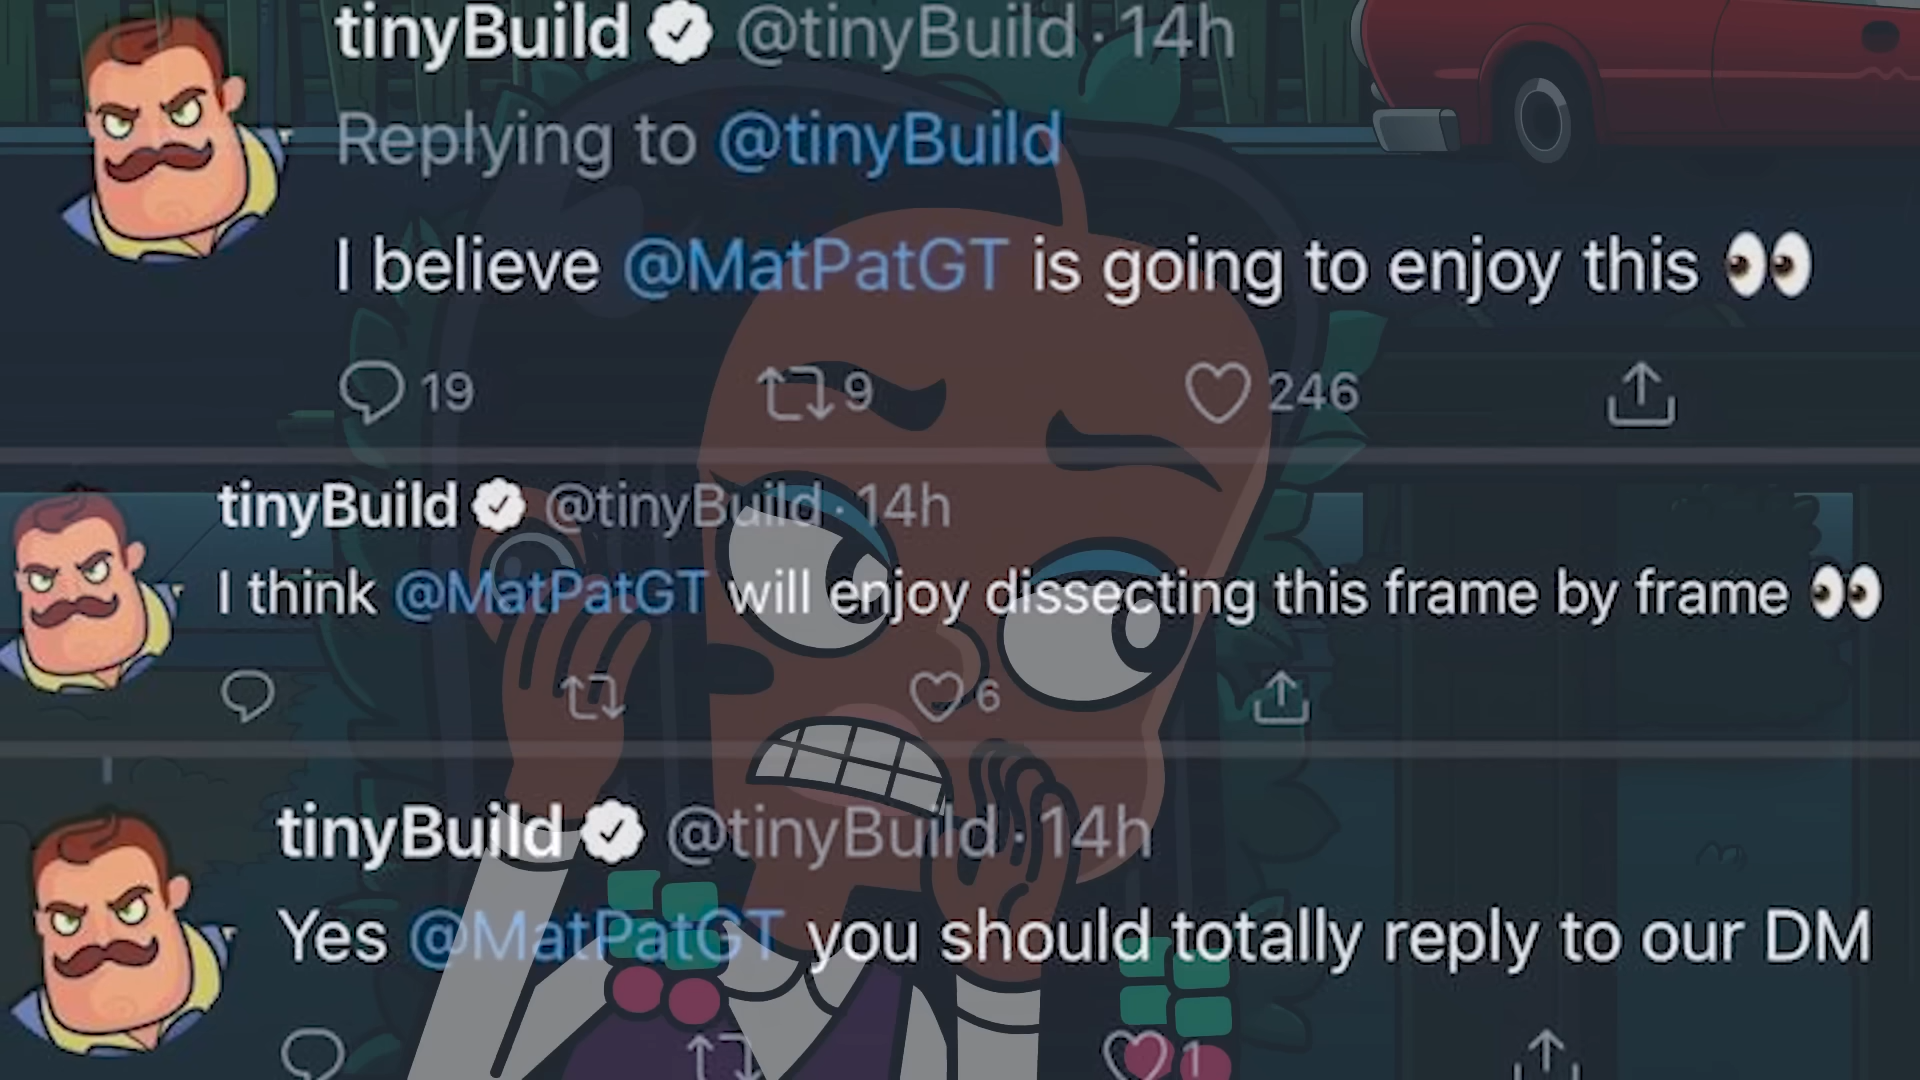 tinyBuild @tinyBuild · 14h
Replying to @tinyBuild
I believe @MatPatGT is going to enjoy this 👀
19 9 246
tinyBuild @tinyBuild · 14h
I think @MatPatGT will enjoy dissecting this frame by frame 👀
6
tinyBuild @tinyBuild · 14h
Yes @MatPatGT you should totally reply to our DM
1